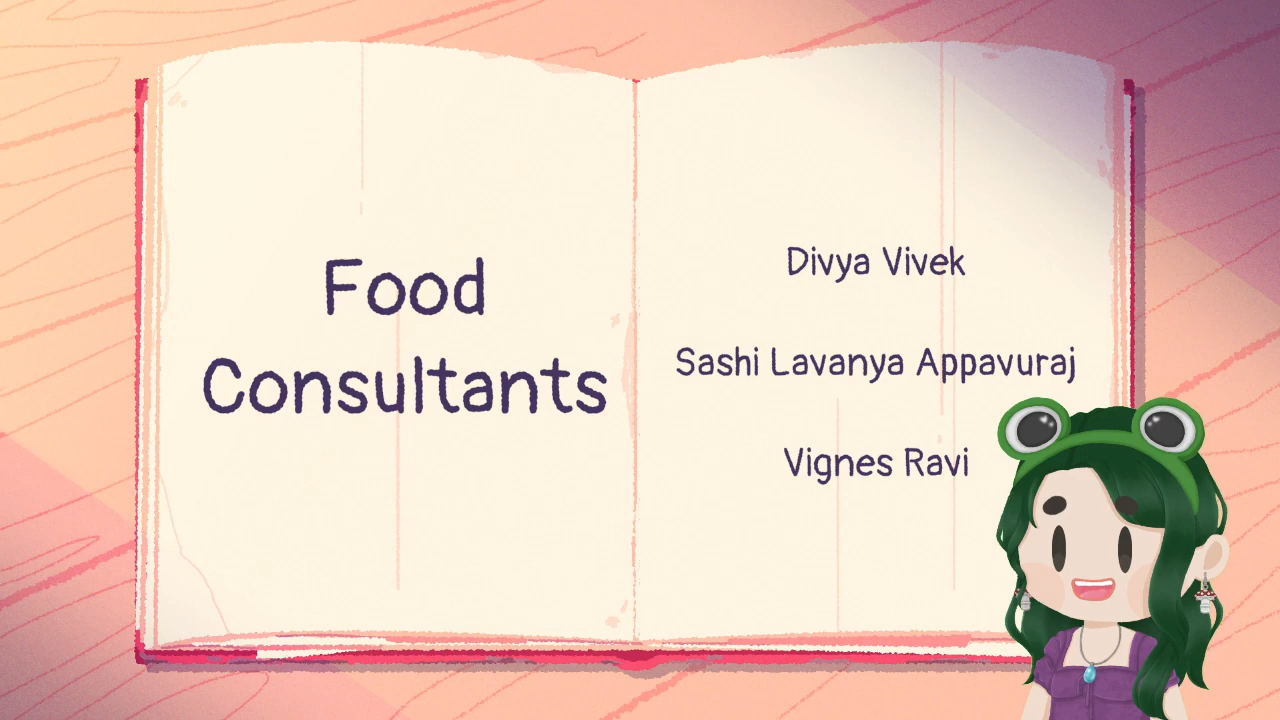 Food
Consultants
Divya Vivek
Sashi Lavanya Appavuraj
Vignes Ravi